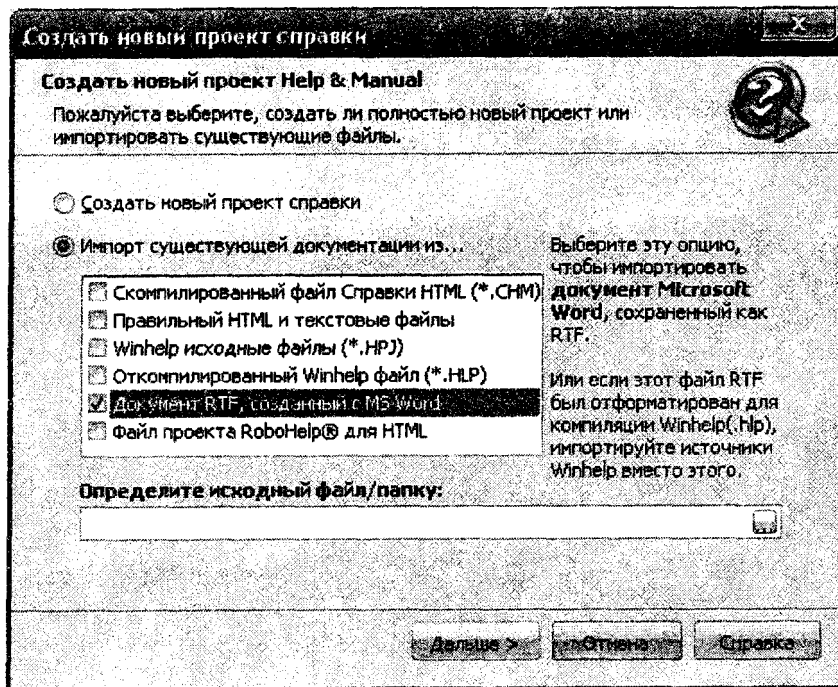 Создать новый проект справки
Создать новый проект Help & Manual
Пожалуйста выберите, создать ли полностью новый проект или
импортировать существующие файлы.
Создать новый проект справки
Импорт существующей документации из...
Скомпилированный файл Справки HTML (*.CHM)
Правильный HTML и текстовые файлы
Winhelp исходные файлы (*.HPJ)
Откомпилированный Winhelp файл (*.HLP)
Документ RTF, созданный с MS Word
Файл проекта RoboHelp® для HTML
Выберите эту опцию,
чтобы импортировать
документ Microsoft
Word, сохраненный как
RTF.
Или если этот файл RTF
был отформатирован для
компиляции Winhelp(.hlp),
импортируйте источники
Winhelp вместо этого.
Определите исходный файл/папку:
...
Дальше >
Отмена
Справка